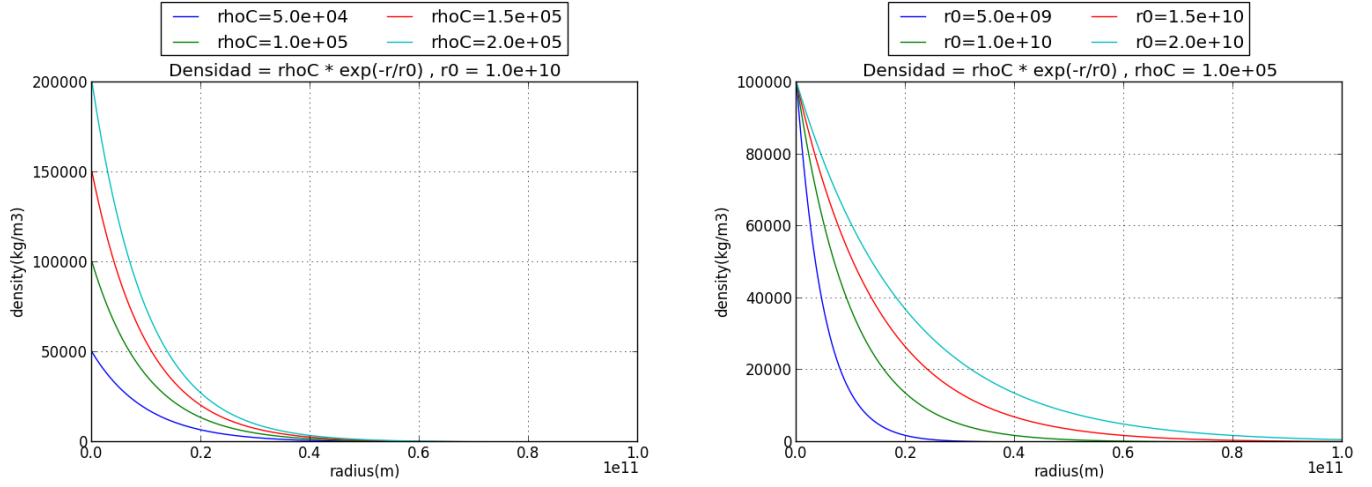 rhoC=5.0e+04 rhoC=1.5e+05
rhoC=1.0e+05 rhoC=2.0e+05
Densidad = rhoC * exp(-r/r0) , r0 = 1.0e+10
200000
150000
100000
50000
0
density(kg/m3)
0.0 0.2 0.4 0.6 0.8 1.0
radius(m)
1e11
r0=5.0e+09 r0=1.5e+10
r0=1.0e+10 r0=2.0e+10
Densidad = rhoC * exp(-r/r0) , rhoC = 1.0e+05
100000
80000
60000
40000
20000
0
density(kg/m3)
0.0 0.2 0.4 0.6 0.8 1.0
radius(m)
1e11